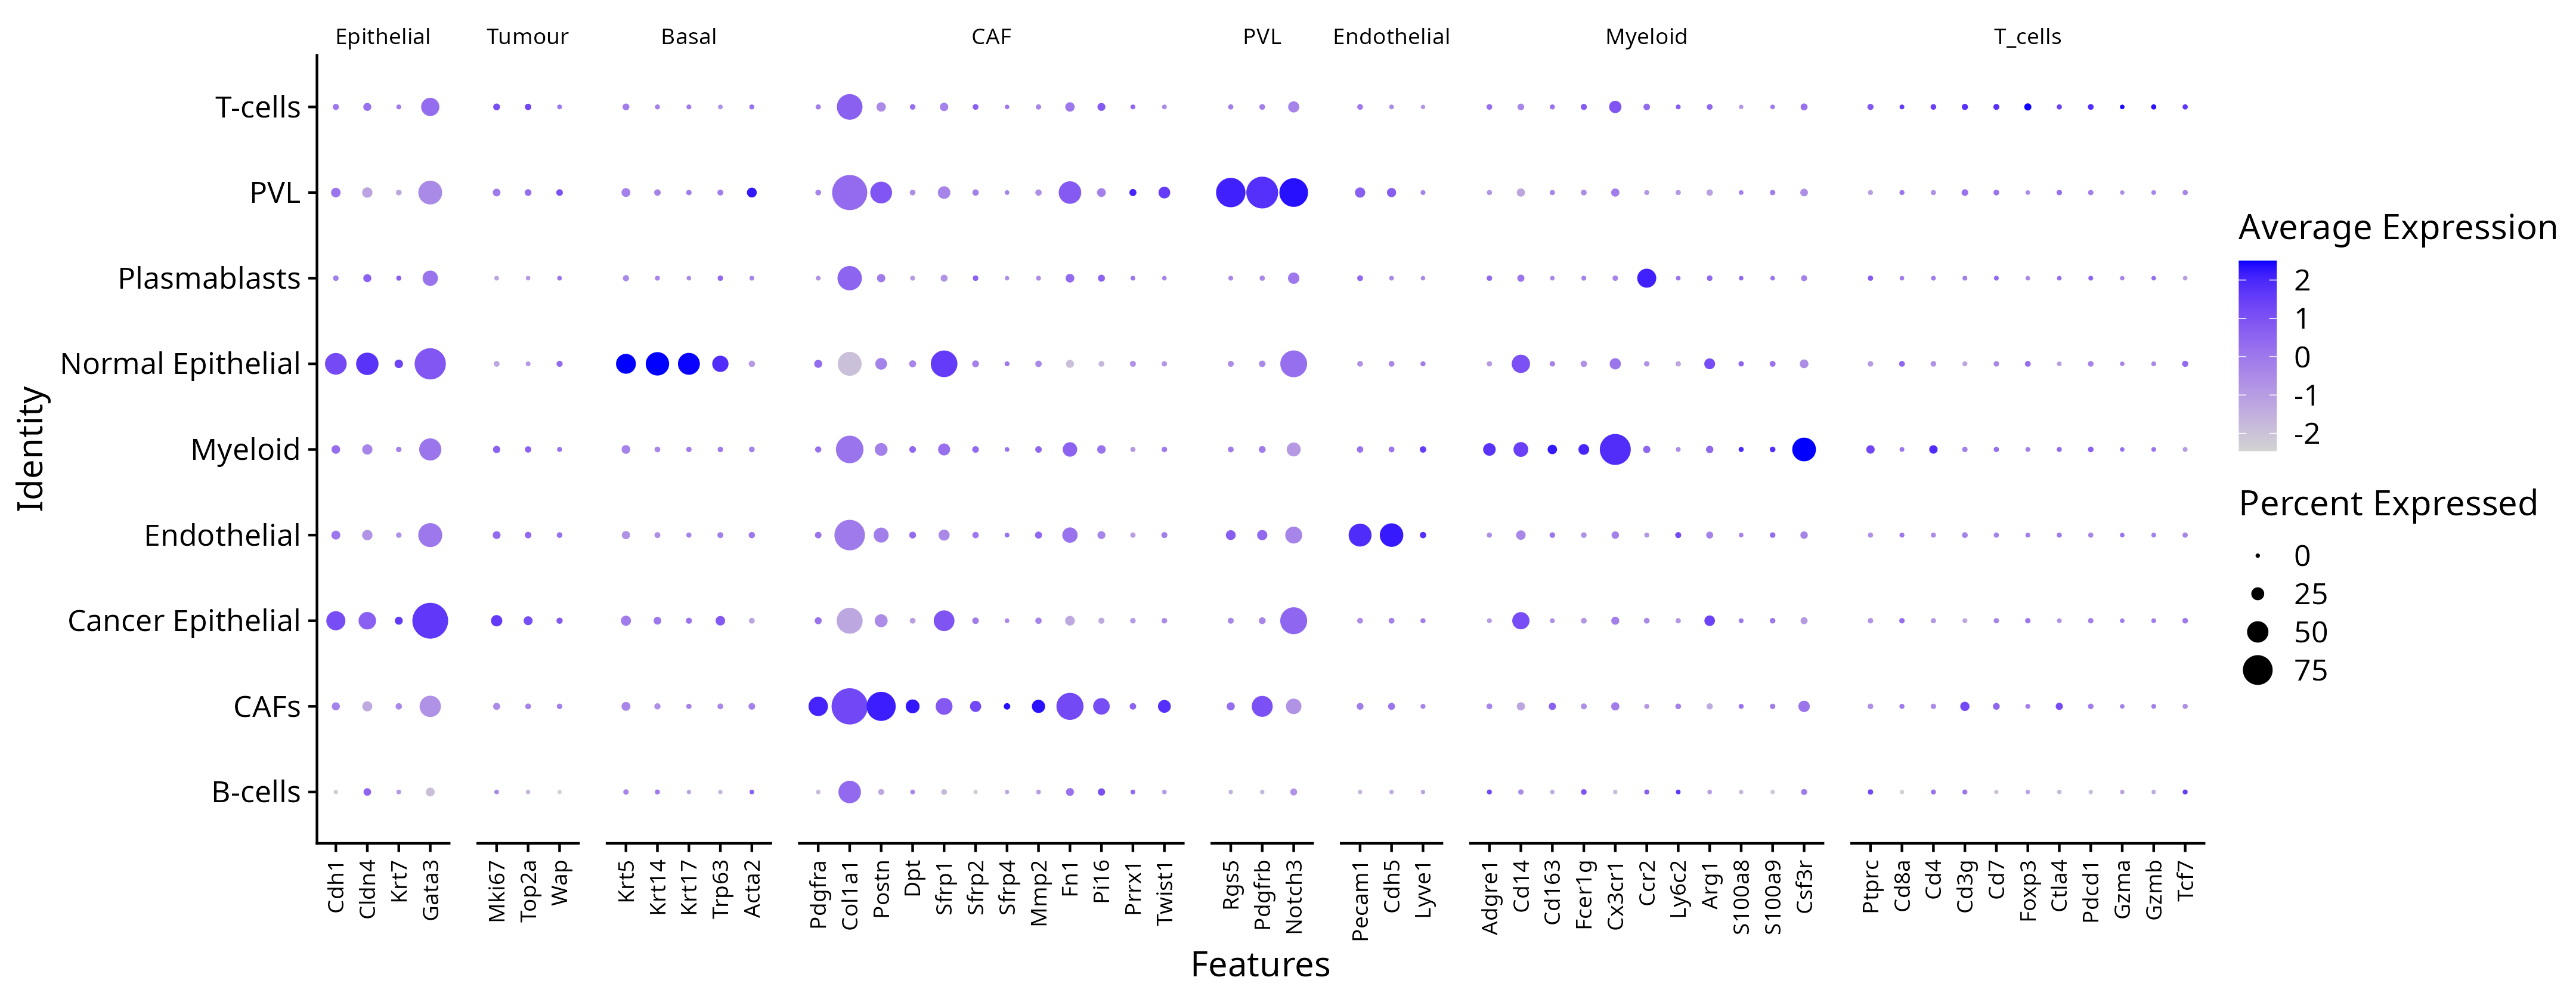 Epithelial Tumour Basal CAF PVL Endothelial Myeloid T_cells
T-cells
PVL
Plasmablasts
Normal Epithelial
Myeloid
Endothelial
Cancer Epithelial
CAFs
B-cells
Identity
Cdh1 Cldn4 Krt7 Gata3 Mki67 Top2a Wap Krt5 Krt14 Krt17 Trp63 Acta2 Pdgfra Col1a1 Postn Dpt Sfrp1 Sfrp2 Sfrp4 Mmp2 Fn1 Pi16 Prrx1 Twist1 Rgs5 Pdgfrb Notch3 Pecam1 Cdh5 Lyve1 Adgre1 Cd14 Cd163 Fcer1g Cx3cr1 Ccr2 Ly6c2 Arg1 S100a8 S100a9 Csf3r Ptprc Cd8a Cd4 Cd3g Cd7 Foxp3 Ctla4 Pdcd1 Gzma Gzmb Tcf7
Features
Average Expression
2
1
0
-1
-2
Percent Expressed
0
25
50
75